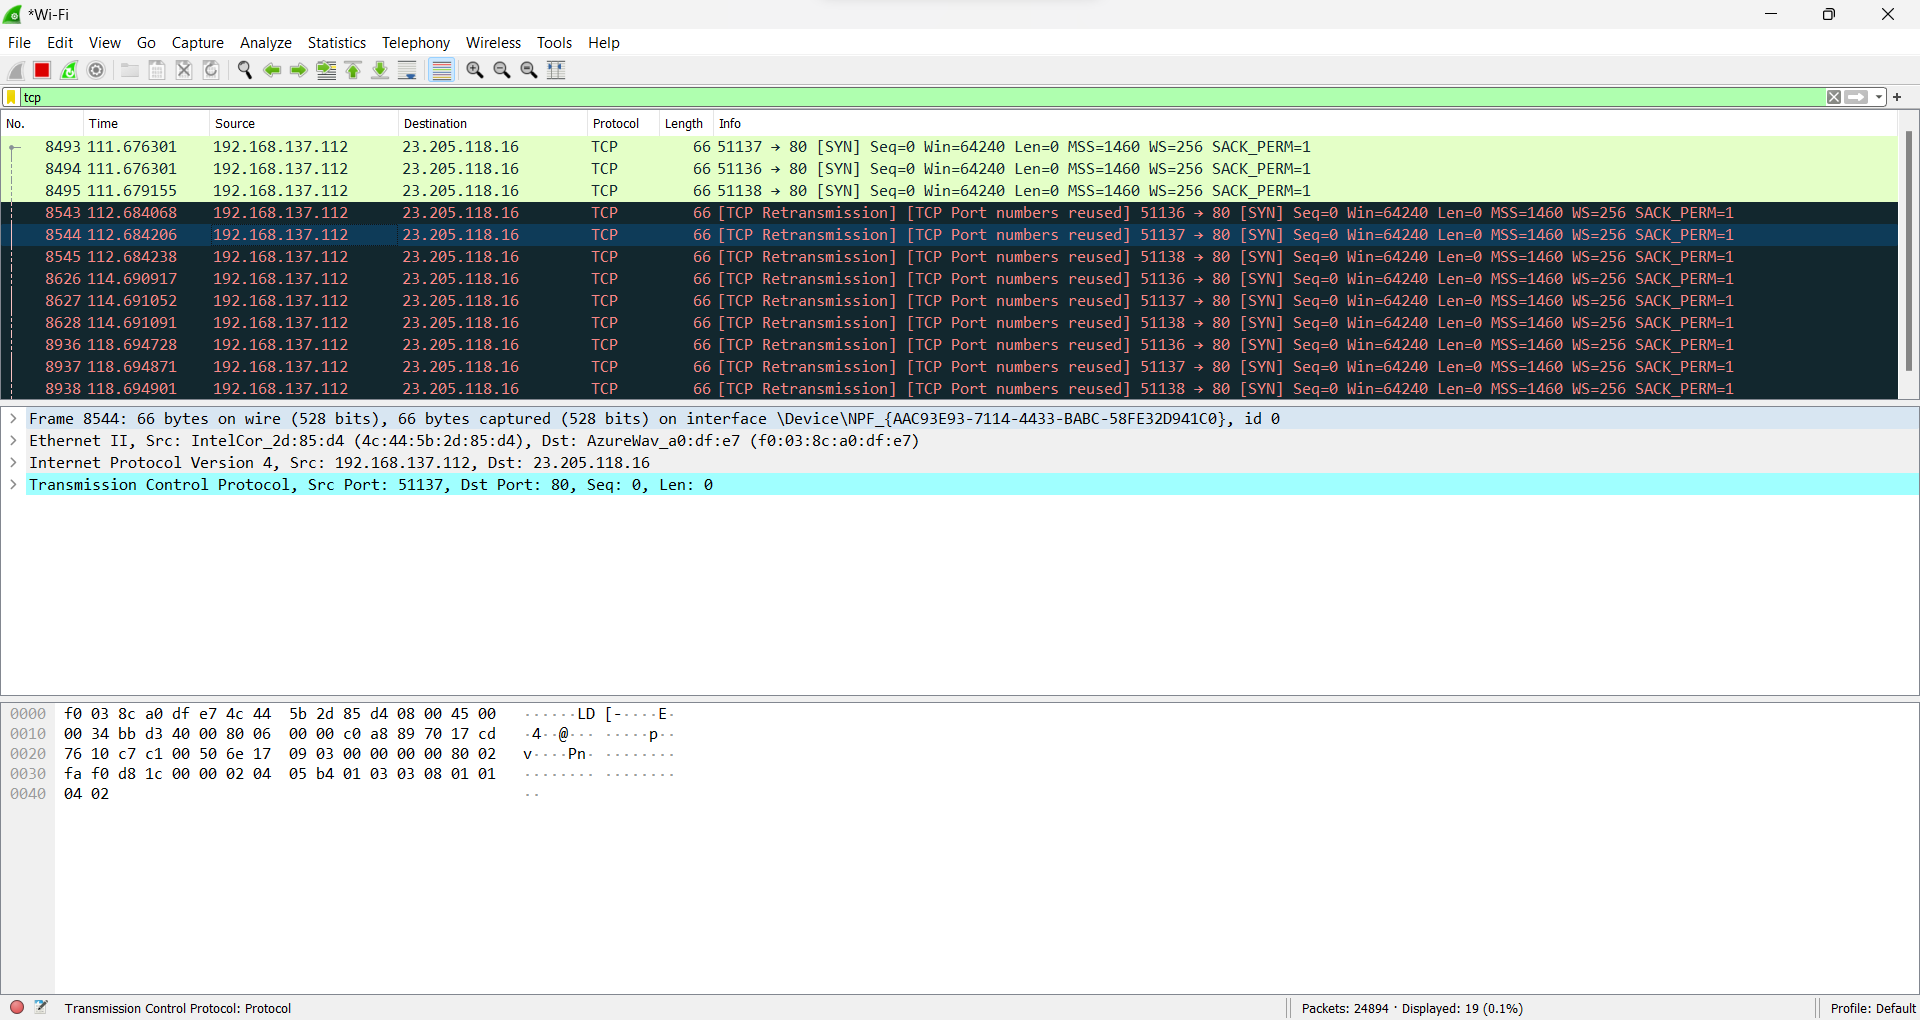 *Wi-Fi
File Edit View Go Capture Analyze Statistics Telephony Wireless Tools Help
tcp
No. Time Source Destination Protocol Length Info
8493 111.676301 192.168.137.112 23.205.118.16 TCP 66 51137 → 80 [SYN] Seq=0 Win=64240 Len=0 MSS=1460 WS=256 SACK_PERM=1
8494 111.676301 192.168.137.112 23.205.118.16 TCP 66 51136 → 80 [SYN] Seq=0 Win=64240 Len=0 MSS=1460 WS=256 SACK_PERM=1
8495 111.679155 192.168.137.112 23.205.118.16 TCP 66 51138 → 80 [SYN] Seq=0 Win=64240 Len=0 MSS=1460 WS=256 SACK_PERM=1
8543 112.684068 192.168.137.112 23.205.118.16 TCP 66 [TCP Retransmission] [TCP Port numbers reused] 51136 → 80 [SYN] Seq=0 Win=64240 Len=0 MSS=1460 WS=256 SACK_PERM=1
8544 112.684206 192.168.137.112 23.205.118.16 TCP 66 [TCP Retransmission] [TCP Port numbers reused] 51137 → 80 [SYN] Seq=0 Win=64240 Len=0 MSS=1460 WS=256 SACK_PERM=1
8545 112.684238 192.168.137.112 23.205.118.16 TCP 66 [TCP Retransmission] [TCP Port numbers reused] 51138 → 80 [SYN] Seq=0 Win=64240 Len=0 MSS=1460 WS=256 SACK_PERM=1
8626 114.690917 192.168.137.112 23.205.118.16 TCP 66 [TCP Retransmission] [TCP Port numbers reused] 51136 → 80 [SYN] Seq=0 Win=64240 Len=0 MSS=1460 WS=256 SACK_PERM=1
8627 114.691052 192.168.137.112 23.205.118.16 TCP 66 [TCP Retransmission] [TCP Port numbers reused] 51137 → 80 [SYN] Seq=0 Win=64240 Len=0 MSS=1460 WS=256 SACK_PERM=1
8628 114.691091 192.168.137.112 23.205.118.16 TCP 66 [TCP Retransmission] [TCP Port numbers reused] 51138 → 80 [SYN] Seq=0 Win=64240 Len=0 MSS=1460 WS=256 SACK_PERM=1
8936 118.694728 192.168.137.112 23.205.118.16 TCP 66 [TCP Retransmission] [TCP Port numbers reused] 51136 → 80 [SYN] Seq=0 Win=64240 Len=0 MSS=1460 WS=256 SACK_PERM=1
8937 118.694871 192.168.137.112 23.205.118.16 TCP 66 [TCP Retransmission] [TCP Port numbers reused] 51137 → 80 [SYN] Seq=0 Win=64240 Len=0 MSS=1460 WS=256 SACK_PERM=1
8938 118.694901 192.168.137.112 23.205.118.16 TCP 66 [TCP Retransmission] [TCP Port numbers reused] 51138 → 80 [SYN] Seq=0 Win=64240 Len=0 MSS=1460 WS=256 SACK_PERM=1
Frame 8544: 66 bytes on wire (528 bits), 66 bytes captured (528 bits) on interface \Device\NPF_{AAC93E93-7114-4433-BABC-58FE32D941C0}, id 0
Ethernet II, Src: IntelCor_2d:85:d4 (4c:44:5b:2d:85:d4), Dst: AzureWav_a0:df:e7 (f0:03:8c:a0:df:e7)
Internet Protocol Version 4, Src: 192.168.137.112, Dst: 23.205.118.16
Transmission Control Protocol, Src Port: 51137, Dst Port: 80, Seq: 0, Len: 0
0000 f0 03 8c a0 df e7 4c 44 5b 2d 85 d4 08 00 45 00 ······LD [-····E·
0010 00 34 bb d3 40 00 80 06 00 00 c0 a8 89 70 17 cd ·4··@··· ·····p··
0020 76 10 c7 c1 00 50 6e 17 09 03 00 00 00 00 80 02 v····Pn· ········
0030 fa f0 d8 1c 00 00 02 04 05 b4 01 03 03 08 01 01 ········ ········
0040 04 02 ··
Transmission Control Protocol: Protocol
Packets: 24894 · Displayed: 19 (0.1%)
Profile: Default